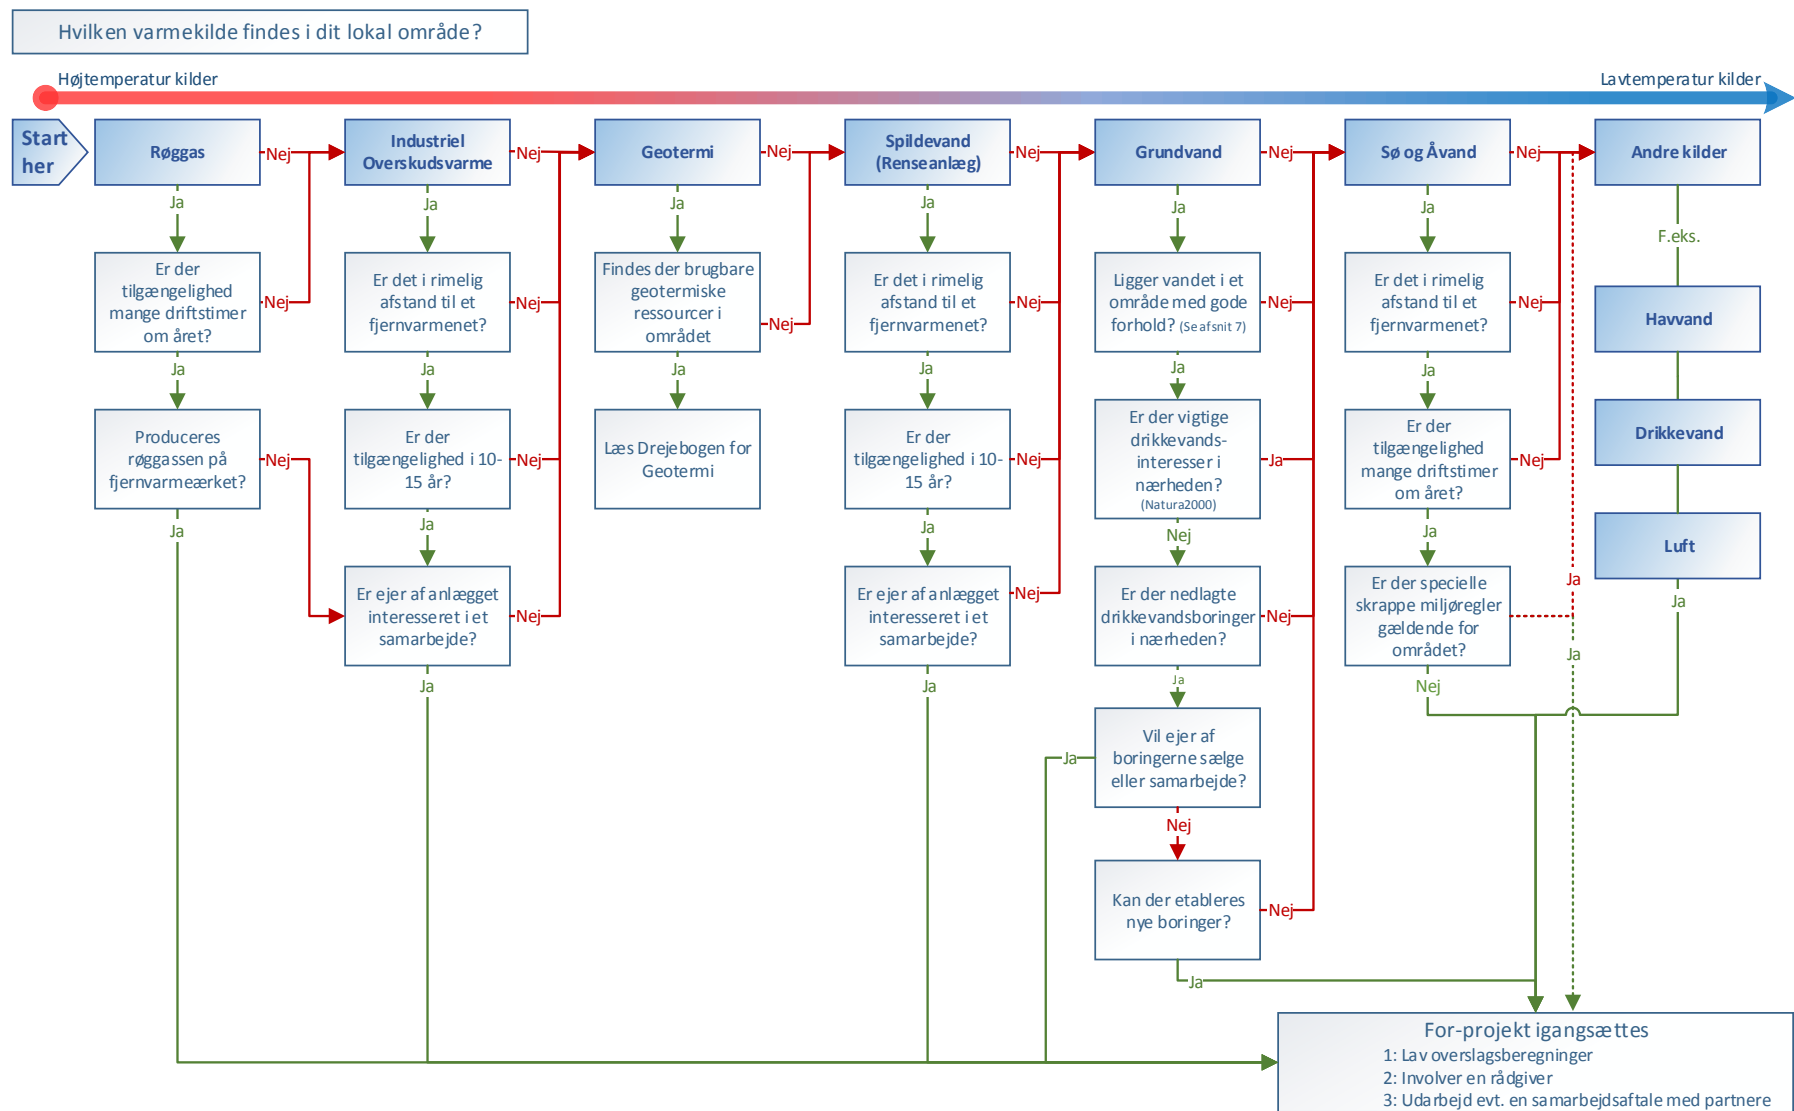 Hvilken varmekilde findes i dit lokal område?
Højtemperatur kilder
Lavtemperatur kilder
Start
her
Røggas
Nej
Industriel
Overskudsvarme
Nej
Geotermi
Nej
Spildevand
(Renseanlæg)
Nej
Grundvand
Nej
Sø og Åvand
Nej
Andre kilder
Ja
Ja
Ja
Ja
Ja
Ja
F.eks.
Er der
tilgængelighed
mange driftstimer
om året?
Nej
Er det i rimelig
afstand til et
fjernvarmenet?
Nej
Findes der brugbare
geotermiske
ressourcer i
området
Nej
Er det i rimelig
afstand til et
fjernvarmenet?
Nej
Ligger vandet i et
område med gode
forhold? (Se afsnit 7)
Nej
Er det i rimelig
afstand til et
fjernvarmenet?
Nej
Havvand
Ja
Ja
Ja
Ja
Ja
Ja
Produceres
røggassen på
fjernvarmeærket?
Nej
Er der
tilgængelighed i 10-
15 år?
Nej
Læs Drejebogen for
Geotermi
Er der
tilgængelighed i 10-
15 år?
Nej
Er der vigtige
drikkevands-
interesser i
nærheden?
(Natura2000)
Ja
Er der
tilgængelighed
mange driftstimer
om året?
Nej
Drikkevand
Ja
Ja
Ja
Nej
Ja
Luft
Er ejer af anlægget
interesseret i et
samarbejde?
Nej
Er ejer af anlægget
interesseret i et
samarbejde?
Nej
Er der nedlagte
drikkevandsboringer
i nærheden?
Nej
Er der specielle
skrappe miljøregler
gældende for
området?
Ja
Ja
Ja
Ja
Ja
Ja
Nej
Vil ejer af
boringerne sælge
eller samarbejde?
Ja
Nej
Kan der etableres
nye boringer?
Nej
Ja
For-projekt igangsættes
1: Lav overslagsberegninger
2: Involver en rådgiver
3: Udarbejd evt. en samarbejdsaftale med partnere